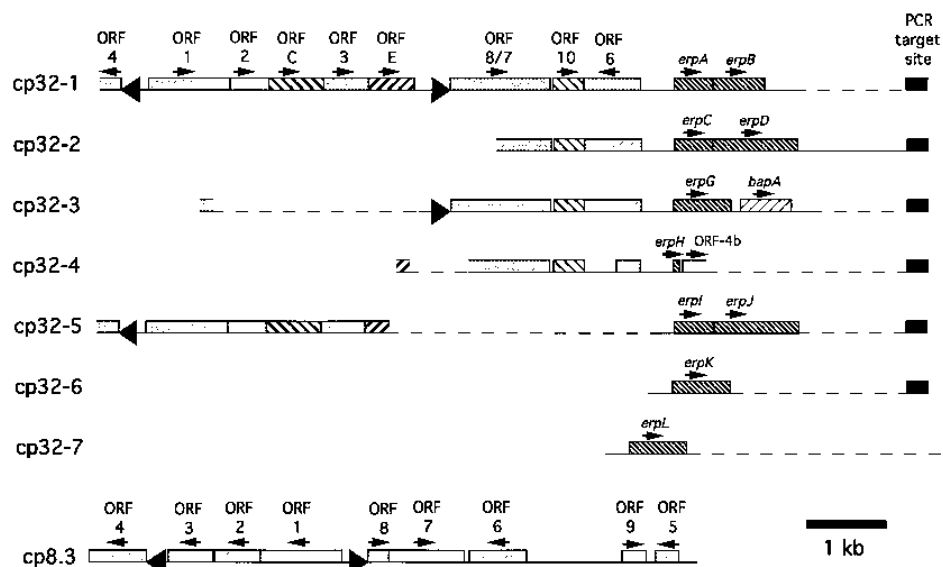 ORF ORF ORF ORF ORF ORF ORF ORF ORF PCR
4 1 2 C 3 E 8/7 10 6 target
site
cp32-1 erpA erpB
cp32-2 erpC erpD
cp32-3 erpG bapA
cp32-4 erpH ORF-4b
cp32-5 erpI erpJ
cp32-6 erpK
cp32-7 erpL
ORF ORF ORF ORF ORF ORF ORF ORF ORF
4 3 2 1 8 7 6 9 5
cp8.3
1 kb